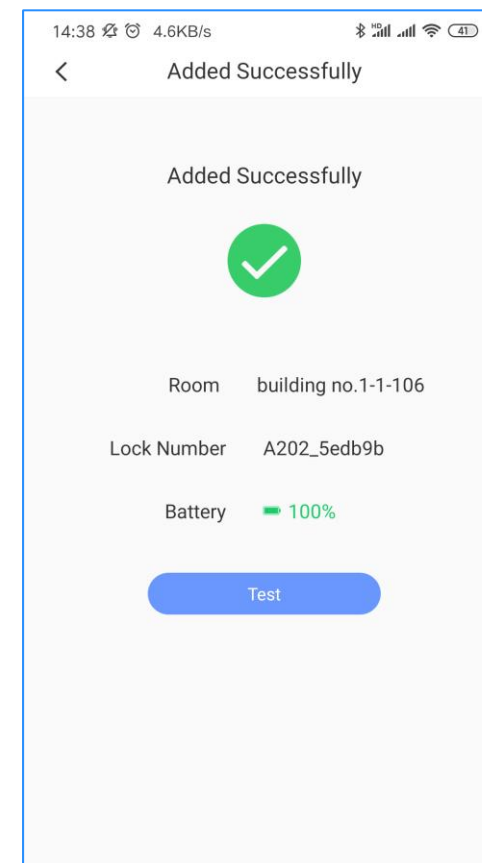 14:38 4.6KB/s HD 41
Added Successfully
Added Successfully
Room building no.1-1-106
Lock Number A202_5edb9b
Battery 100%
Test